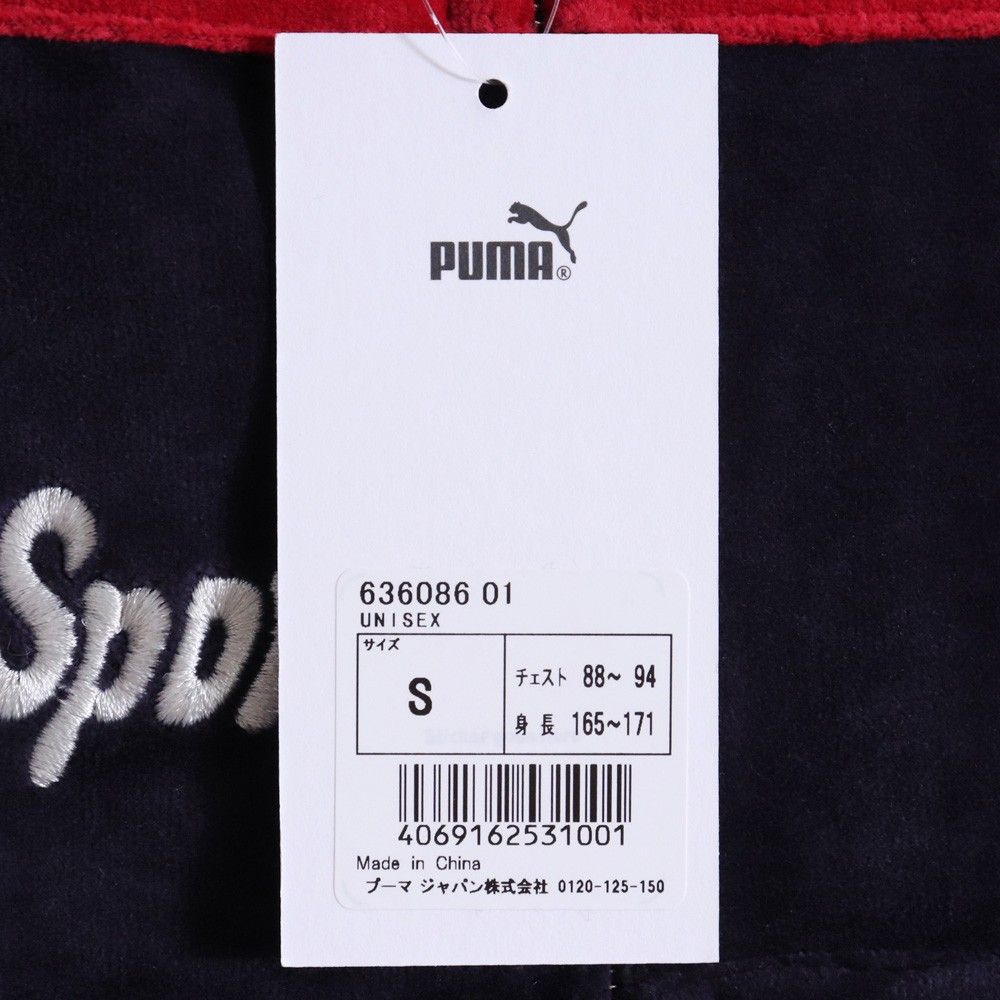 PUMA®
Spo
636086 01
UNISEX
サイズ
S
チェスト 88~ 94
身長 165~171
4069162531001
Made in China
プーマ ジャパン株式会社 0120-125-150